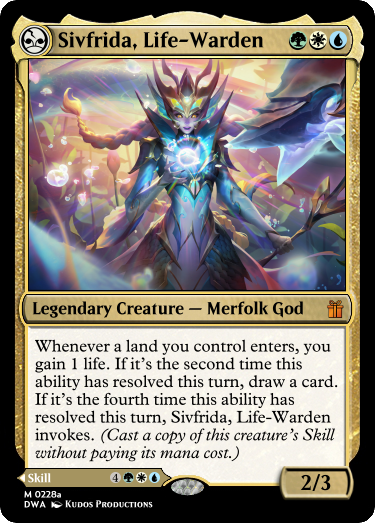 Sivfrida, Life-Warden
Legendary Creature — Merfolk God
Whenever a land you control enters, you
gain 1 life. If it's the second time this
ability has resolved this turn, draw a card.
If it's the fourth time this ability has
resolved this turn, Sivfrida, Life-Warden
invokes. (Cast a copy of this creature's Skill
without paying its mana cost.)
Skill 4
2/3
M 0228a
DWA Kudos Productions